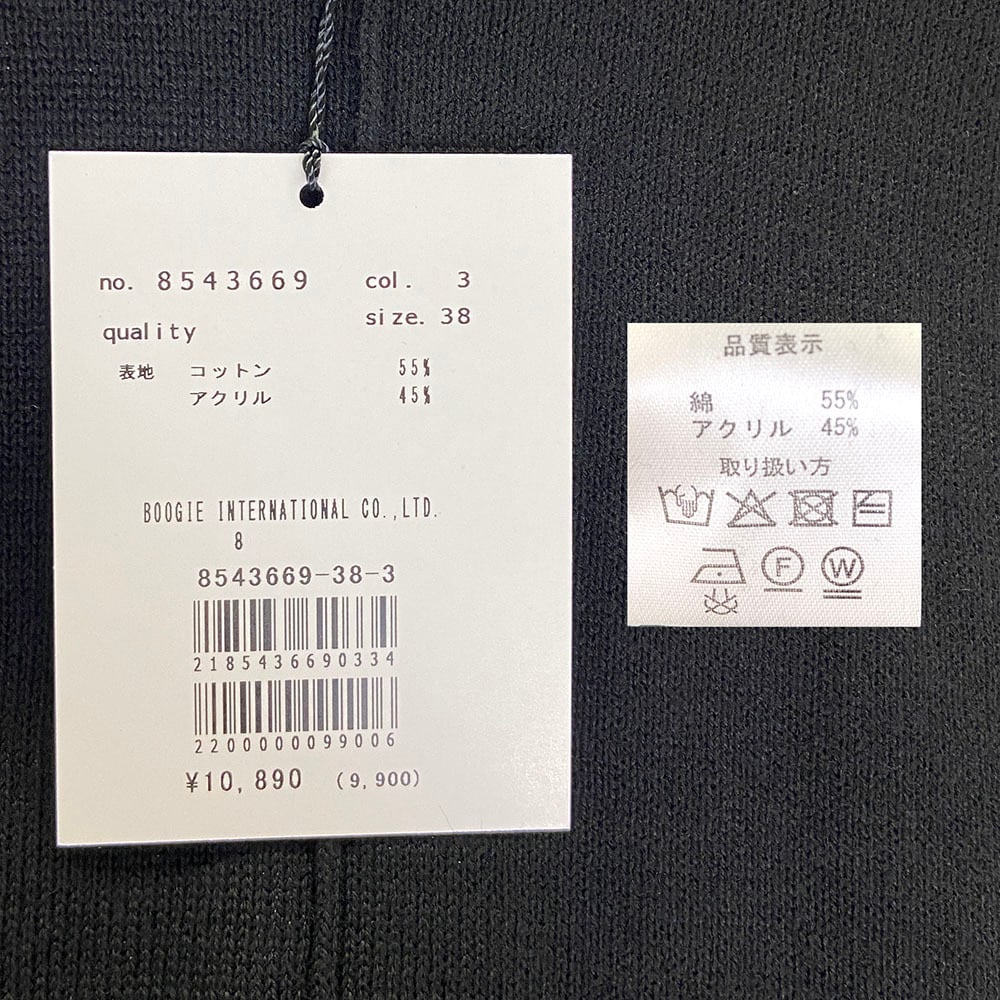 no. 8543669 col. 3
size. 38
quality
表地 コットン 55%
アクリル 45%
BOOGIE INTERNATIONAL CO.,LTD.
8
8543669-38-3
2185436690334
2200000099006
¥10,890 (9,900)
品質表示
綿 55%
アクリル 45%
取り扱い方
F W